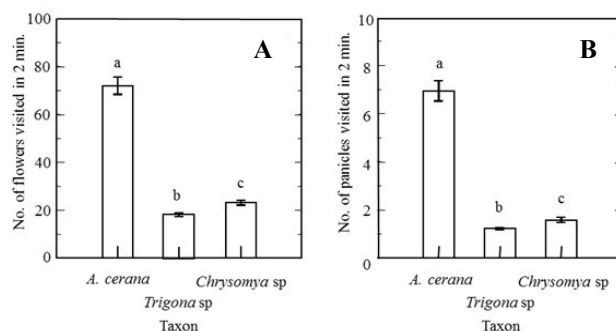 A
No. of flowers visited in 2 min.
100
80
60
40
20
0
a
b
c
A. cerana
Chrysomya sp
Trigona sp
Taxon
B
No. of panicles visited in 2 min.
10
8
6
4
2
0
a
b
c
A. cerana
Chrysomya sp
Trigona sp
Taxon